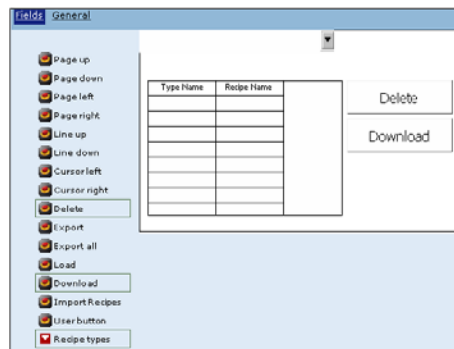 Fields General
Page up
Page down
Page left
Page right
Line up
Line down
Cursor left
Cursor right
Delete
Export
Export all
Load
Download
Import Recipes
User button
Recipe types
Type Name Recipe Name
Delete
Download